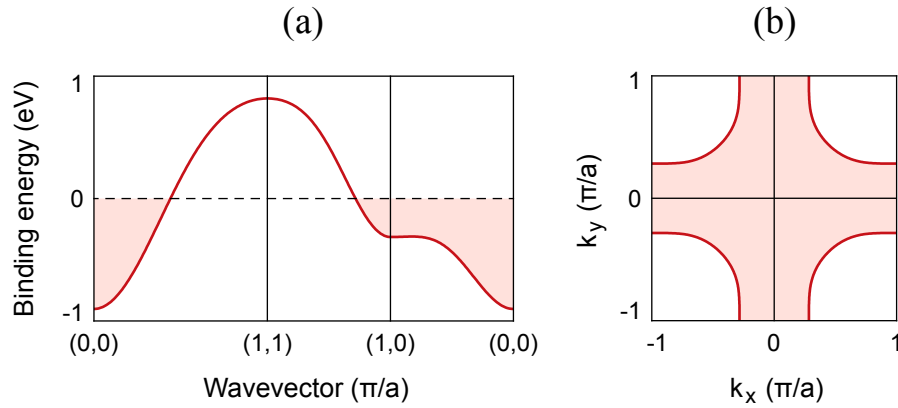 (a)
Binding energy (eV)
1
0
-1
(0,0)
(1,1)
(1,0)
(0,0)
Wavevector (π/a)
(b)
k_y (π/a)
1
0
-1
-1
0
1
k_x (π/a)